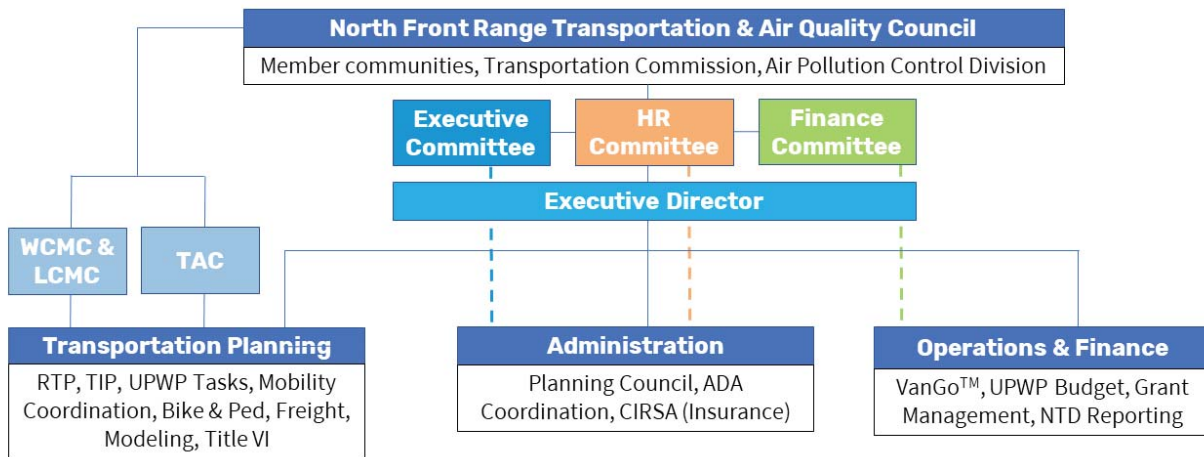 North Front Range Transportation & Air Quality Council
Member communities, Transportation Commission, Air Pollution Control Division
Executive
Committee
HR
Committee
Finance
Committee
Executive Director
WCMC &
LCMC
TAC
Transportation Planning
RTP, TIP, UPWP Tasks, Mobility
Coordination, Bike & Ped, Freight,
Modeling, Title VI
Administration
Planning Council, ADA
Coordination, CIRSA (Insurance)
Operations & Finance
VanGo™, UPWP Budget, Grant
Management, NTD Reporting